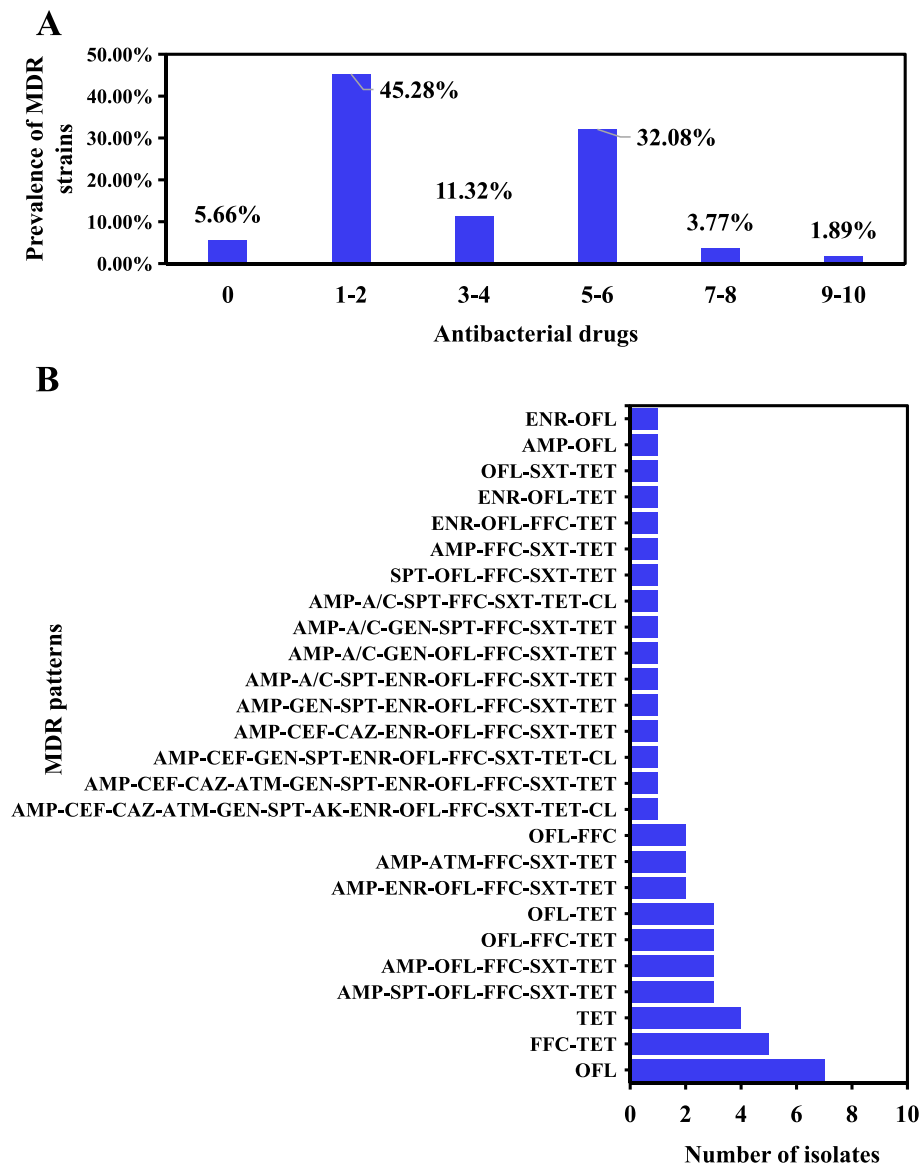 A
Prevalence of MDR
strains
50.00%
40.00%
30.00%
20.00%
10.00%
0.00%
5.66%
45.28%
11.32%
32.08%
3.77%
1.89%
0 1-2 3-4 5-6 7-8 9-10
Antibacterial drugs
B
MDR patterns
ENR-OFL
AMP-OFL
OFL-SXT-TET
ENR-OFL-TET
ENR-OFL-FFC-TET
AMP-FFC-SXT-TET
SPT-OFL-FFC-SXT-TET
AMP-A/C-SPT-FFC-SXT-TET-CL
AMP-A/C-GEN-SPT-FFC-SXT-TET
AMP-A/C-GEN-OFL-FFC-SXT-TET
AMP-A/C-SPT-ENR-OFL-FFC-SXT-TET
AMP-GEN-SPT-ENR-OFL-FFC-SXT-TET
AMP-CEF-CAZ-ENR-OFL-FFC-SXT-TET
AMP-CEF-GEN-SPT-ENR-OFL-FFC-SXT-TET-CL
AMP-CEF-CAZ-ATM-GEN-SPT-ENR-OFL-FFC-SXT-TET
AMP-CEF-CAZ-ATM-GEN-SPT-AK-ENR-OFL-FFC-SXT-TET-CL
OFL-FFC
AMP-ATM-FFC-SXT-TET
AMP-ENR-OFL-FFC-SXT-TET
OFL-TET
OFL-FFC-TET
AMP-OFL-FFC-SXT-TET
AMP-SPT-OFL-FFC-SXT-TET
TET
FFC-TET
OFL
0 2 4 6 8 10
Number of isolates